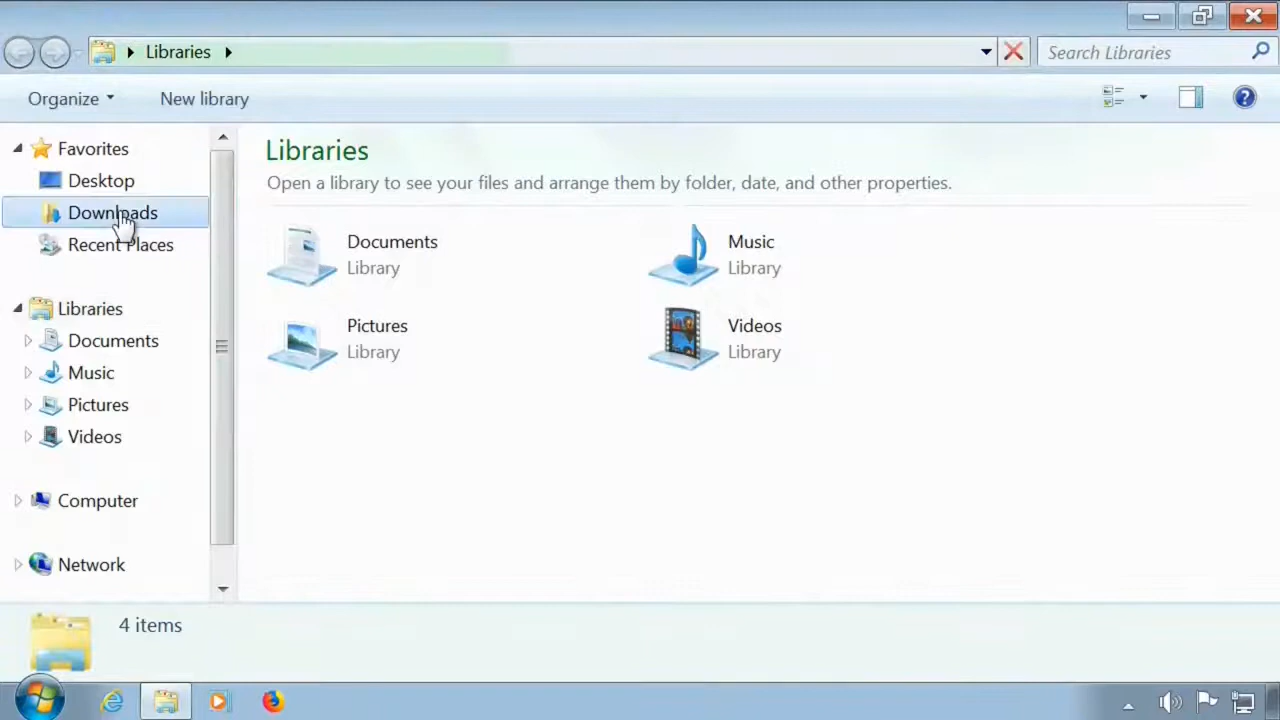 Libraries
Search Libraries
Organize
New library
Favorites
Desktop
Downloads
Recent Places
Libraries
Documents
Music
Pictures
Videos
Computer
Network
Libraries
Open a library to see your files and arrange them by folder, date, and other properties.
Documents
Library
Music
Library
Pictures
Library
Videos
Library
4 items